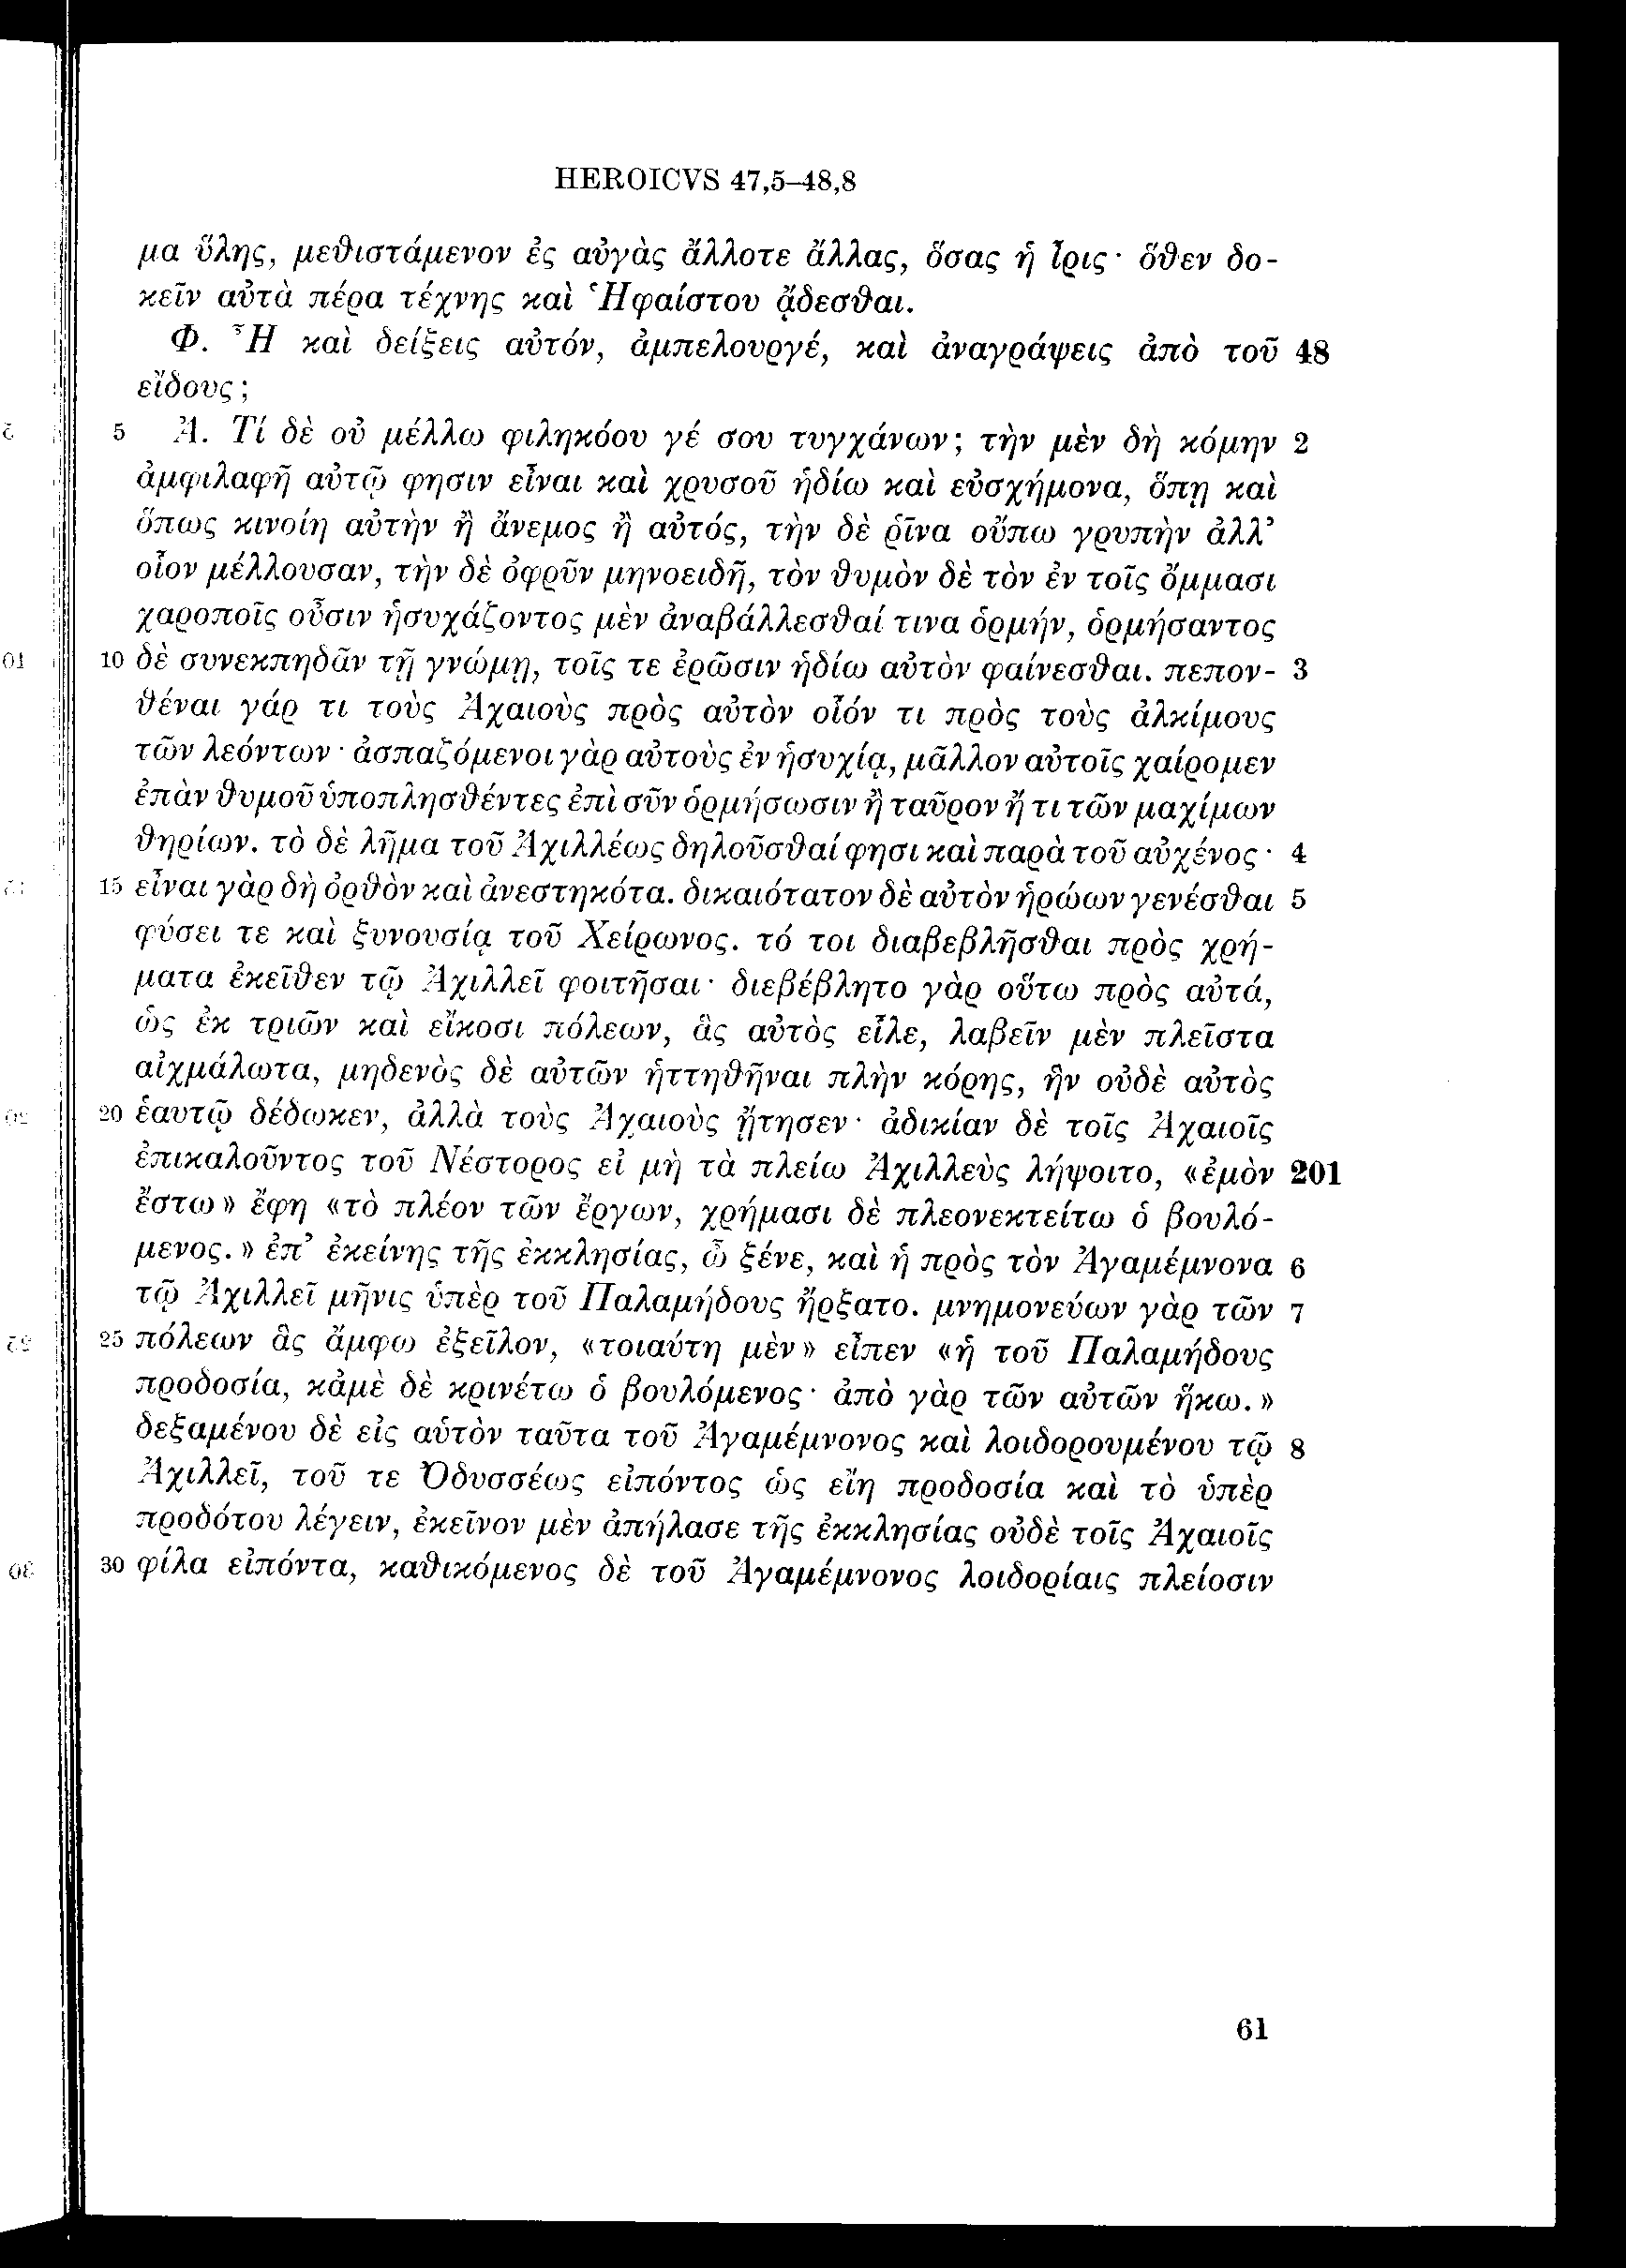 HEROICVS 47,5–48,8
μα ὕλης, μεθιστάμενον ἐς αὐγὰς ἄλλοτε ἄλλας, ὅσας ἡ ἶρις· ὅθεν δο-
κεῖν αὐτὰ πέρα τέχνης καὶ Ἡφαίστου ᾄδεσθαι.
Φ. Ἦ καὶ δείξεις αὐτόν, ἀμπελουργέ, καὶ ἀναγράψεις ἀπὸ τοῦ 48
εἴδους;
5 Ἀ. Τί δὲ οὐ μέλλω φιληκόου γέ σου τυγχάνων; τὴν μὲν δὴ κόμην 2
ἀμφιλαφῆ αὐτῷ φησιν εἶναι καὶ χρυσοῦ ἡδίω καὶ εὐσχήμονα, ὅπῃ καὶ
ὅπως κινοίη αὐτὴν ἢ ἄνεμος ἢ αὐτός, τὴν δὲ ῥῖνα οὔπω γρυπὴν ἀλλ’
οἷον μέλλουσαν, τὴν δὲ ὀφρῦν μηνοειδῆ, τὸν θυμὸν δὲ τὸν ἐν τοῖς ὄμμασι
χαροποῖς οὖσιν ἡσυχάζοντος μὲν ἀναβάλλεσθαί τινα ὁρμήν, ὁρμήσαντος
10 δὲ συνεκπηδᾶν τῇ γνώμῃ, τοῖς τε ἐρῶσιν ἡδίω αὐτὸν φαίνεσθαι. πεπον- 3
θέναι γάρ τι τοὺς Ἀχαιοὺς πρὸς αὐτὸν οἷόν τι πρὸς τοὺς ἀλκίμους
τῶν λεόντων· ἀσπαζόμενοι γὰρ αὐτοὺς ἐν ἡσυχίᾳ, μᾶλλον αὐτοῖς χαίρομεν
ἐπὰν θυμοῦ ὑποπλησθέντες ἐπὶ σῦν ὁρμήσωσιν ἢ ταῦρον ἤ τι τῶν μαχίμων
θηρίων. τὸ δὲ λῆμα τοῦ Ἀχιλλέως δηλοῦσθαί φησι καὶ παρὰ τοῦ αὐχένος· 4
15 εἶναι γὰρ δὴ ὀρθὸν καὶ ἀνεστηκότα. δικαιότατον δὲ αὐτὸν ἡρώων γενέσθαι 5
φύσει τε καὶ ξυνουσίᾳ τοῦ Χείρωνος. τό τοι διαβεβλῆσθαι πρὸς χρή-
ματα ἐκεῖθεν τῷ Ἀχιλλεῖ φοιτῆσαι· διεβέβλητο γὰρ οὕτω πρὸς αὐτά,
ὡς ἐκ τριῶν καὶ εἴκοσι πόλεων, ἃς αὐτὸς εἷλε, λαβεῖν μὲν πλεῖστα
αἰχμάλωτα, μηδενὸς δὲ αὐτῶν ἡττηθῆναι πλὴν κόρης, ἣν οὐδὲ αὐτὸς
20 ἑαυτῷ δέδωκεν, ἀλλὰ τοὺς Ἀχαιοὺς ᾔτησεν· ἀδικίαν δὲ τοῖς Ἀχαιοῖς
ἐπικαλοῦντος τοῦ Νέστορος εἰ μὴ τὰ πλείω Ἀχιλλεὺς λήψοιτο, «ἐμὸν 201
ἔστω» ἔφη «τὸ πλέον τῶν ἔργων, χρήμασι δὲ πλεονεκτείτω ὁ βουλό-
μενος.» ἐπ’ ἐκείνης τῆς ἐκκλησίας, ὦ ξένε, καὶ ἡ πρὸς τὸν Ἀγαμέμνονα 6
τῷ Ἀχιλλεῖ μῆνις ὑπὲρ τοῦ Παλαμήδους ἤρξατο. μνημονεύων γὰρ τῶν 7
25 πόλεων ἃς ἄμφω ἐξεῖλον, «τοιαύτη μὲν» εἶπεν «ἡ τοῦ Παλαμήδους
προδοσία, κἀμὲ δὲ κρινέτω ὁ βουλόμενος· ἀπὸ γὰρ τῶν αὐτῶν ἥκω.»
δεξαμένου δὲ εἰς αὑτὸν ταῦτα τοῦ Ἀγαμέμνονος καὶ λοιδορουμένου τῷ 8
Ἀχιλλεῖ, τοῦ τε Ὀδυσσέως εἰπόντος ὡς εἴη προδοσία καὶ τὸ ὑπὲρ
προδότου λέγειν, ἐκεῖνον μὲν ἀπήλασε τῆς ἐκκλησίας οὐδὲ τοῖς Ἀχαιοῖς
30 φίλα εἰπόντα, καθικόμενος δὲ τοῦ Ἀγαμέμνονος λοιδορίαις πλείοσιν
61